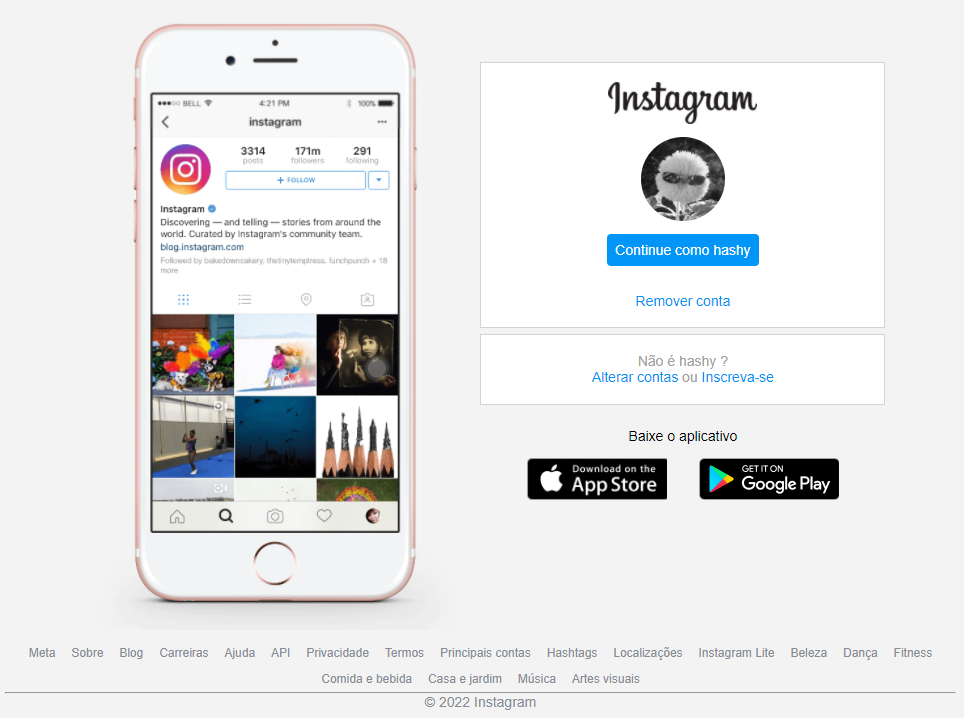 BELL 4:21 PM 100%
instagram
3314 171m 291
posts followers following
+ FOLLOW
Instagram
Discovering — and telling — stories from around the
world. Curated by Instagram's community team.
blog.instagram.com
Followed by bakedowncakery, thetinytemptress, lunchpunch + 18
more
Instagram
Continue como hashy
Remover conta
Não é hashy ?
Alterar contas ou Inscreva-se
Baixe o aplicativo
Download on the
App Store
GET IT ON
Google Play
Meta Sobre Blog Carreiras Ajuda API Privacidade Termos Principais contas Hashtags Localizações Instagram Lite Beleza Dança Fitness
Comida e bebida Casa e jardim Música Artes visuais
© 2022 Instagram